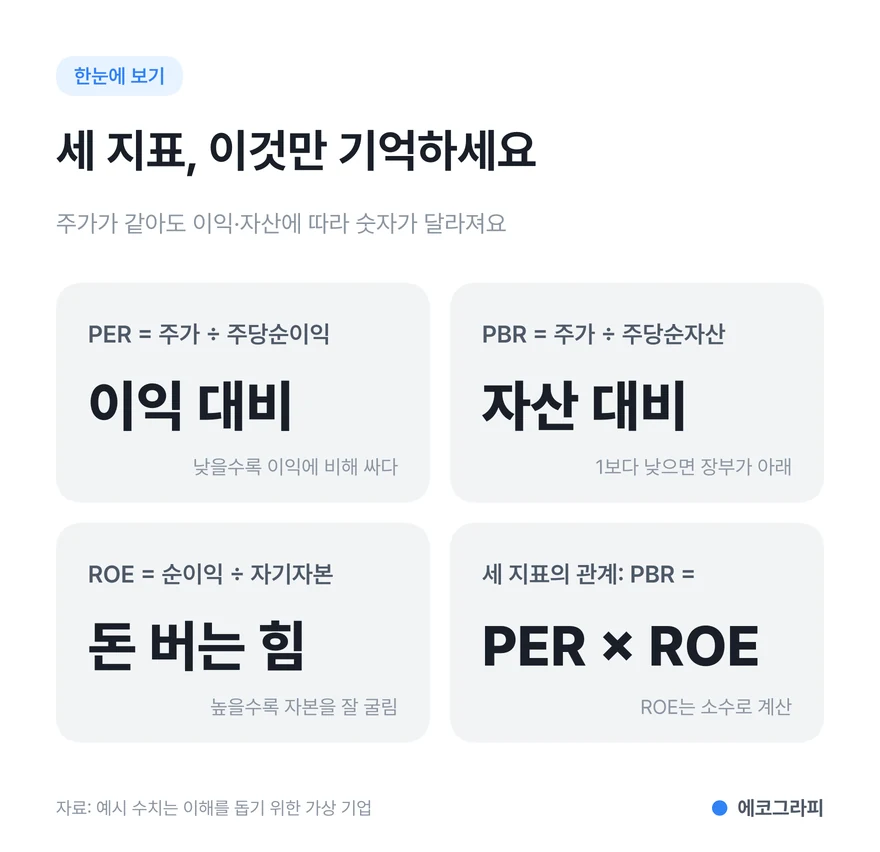 한눈에 보기
세 지표, 이것만 기억하세요
주가가 같아도 이익·자산에 따라 숫자가 달라져요
PER = 주가 ÷ 주당순이익
이익 대비
낮을수록 이익에 비해 싸다
PBR = 주가 ÷ 주당순자산
자산 대비
1보다 낮으면 장부가 아래
ROE = 순이익 ÷ 자기자본
돈 버는 힘
높을수록 자본을 잘 굴림
세 지표의 관계: PBR =
PER × ROE
ROE는 소수로 계산
자료: 예시 수치는 이해를 돕기 위한 가상 기업
에코그라피